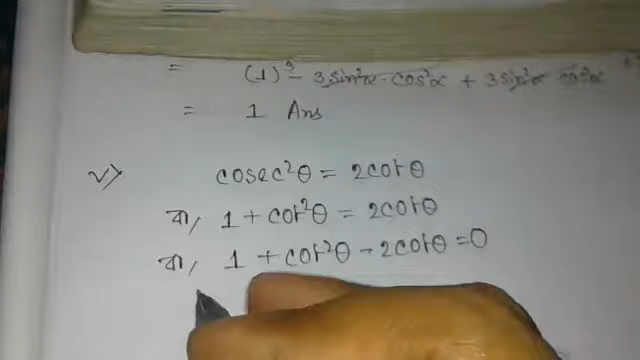 = (1)³ - 3sin²α · cos²α + 3sin²α cos²α
= 1 Ans
v) cosec²θ = 2cotθ
বা, 1 + cot²θ = 2cotθ
বা, 1 + cot²θ - 2cotθ = 0